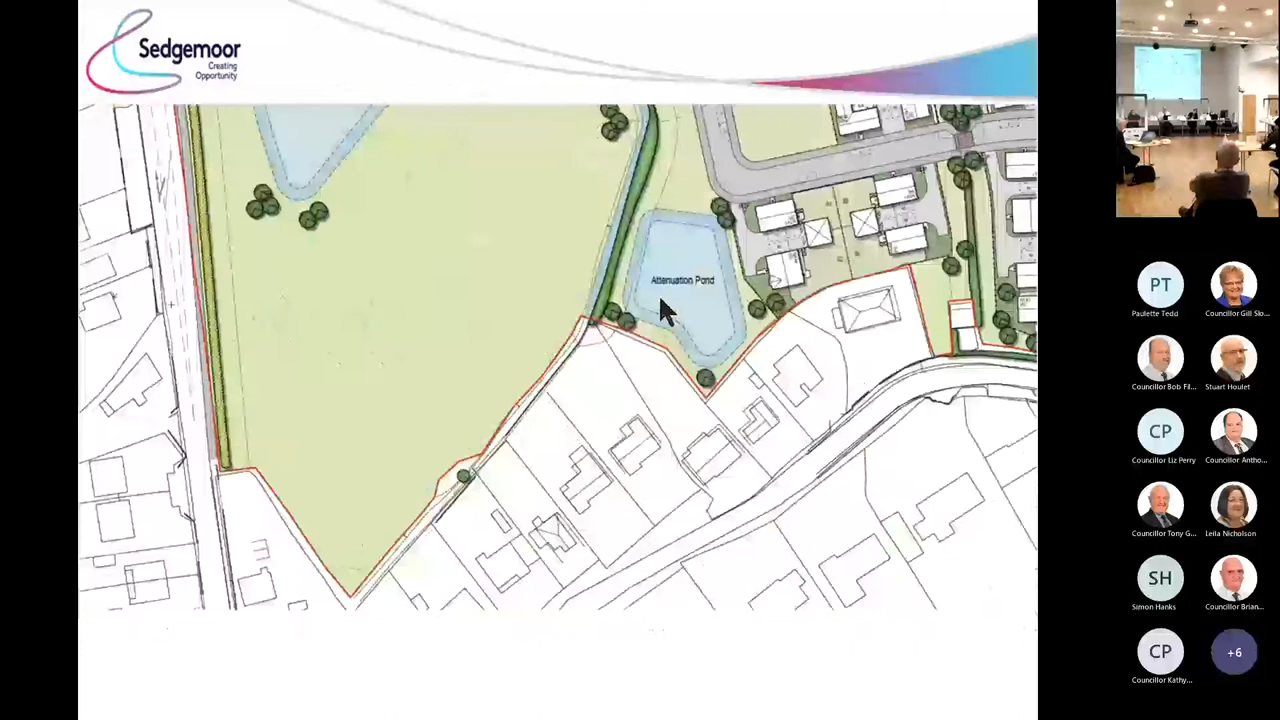 Sedgemoor
Creating
Opportunity
Attenuation Pond
PT
Paulette Tedd
Councillor Gill Slo...
Councillor Bob Fil...
Stuart Houlet
CP
Councillor Liz Perry
Councillor Antho...
Councillor Tony G...
Leila Nicholson
SH
Simon Hanks
Councillor Brian...
CP
Councillor Kathy...
+6